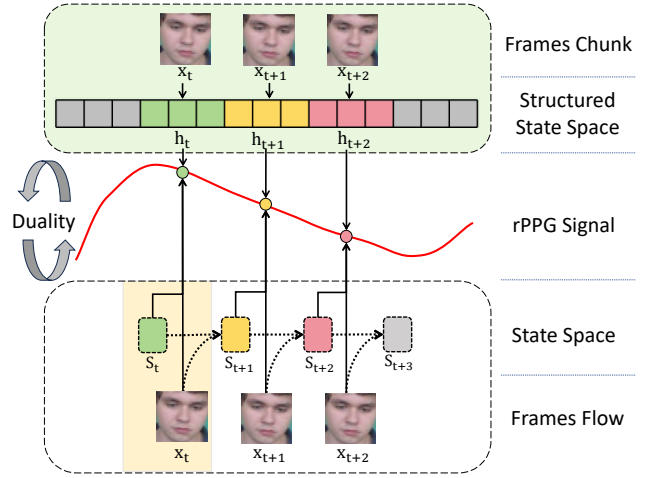 Frames Chunk
x_t x_{t+1} x_{t+2}
Structured
State Space
h_t h_{t+1} h_{t+2}
Duality
rPPG Signal
State Space
S_t S_{t+1} S_{t+2} S_{t+3}
Frames Flow
x_t x_{t+1} x_{t+2}